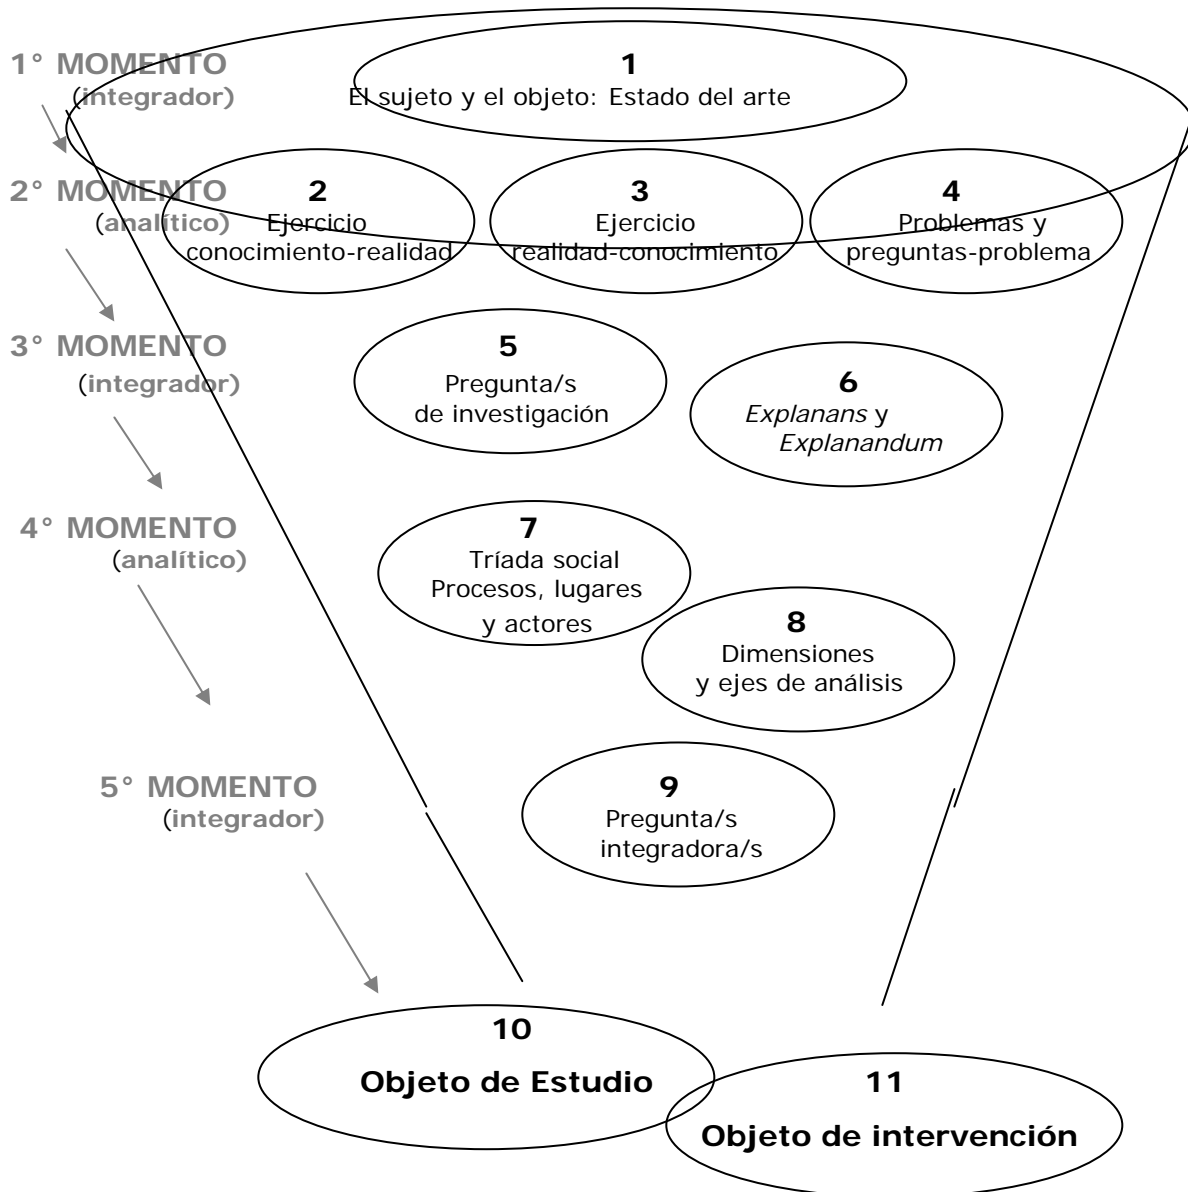 1° MOMENTO
(integrador)
1
El sujeto y el objeto: Estado del arte
2° MOMENTO
(analítico)
2
Ejercicio
conocimiento-realidad
3
Ejercicio
realidad-conocimiento
4
Problemas y
preguntas-problema
3° MOMENTO
(integrador)
5
Pregunta/s
de investigación
6
Explanans y
Explanandum
4° MOMENTO
(analítico)
7
Tríada social
Procesos, lugares
y actores
8
Dimensiones
y ejes de análisis
5° MOMENTO
(integrador)
9
Pregunta/s
integradora/s
10
Objeto de Estudio
11
Objeto de intervención